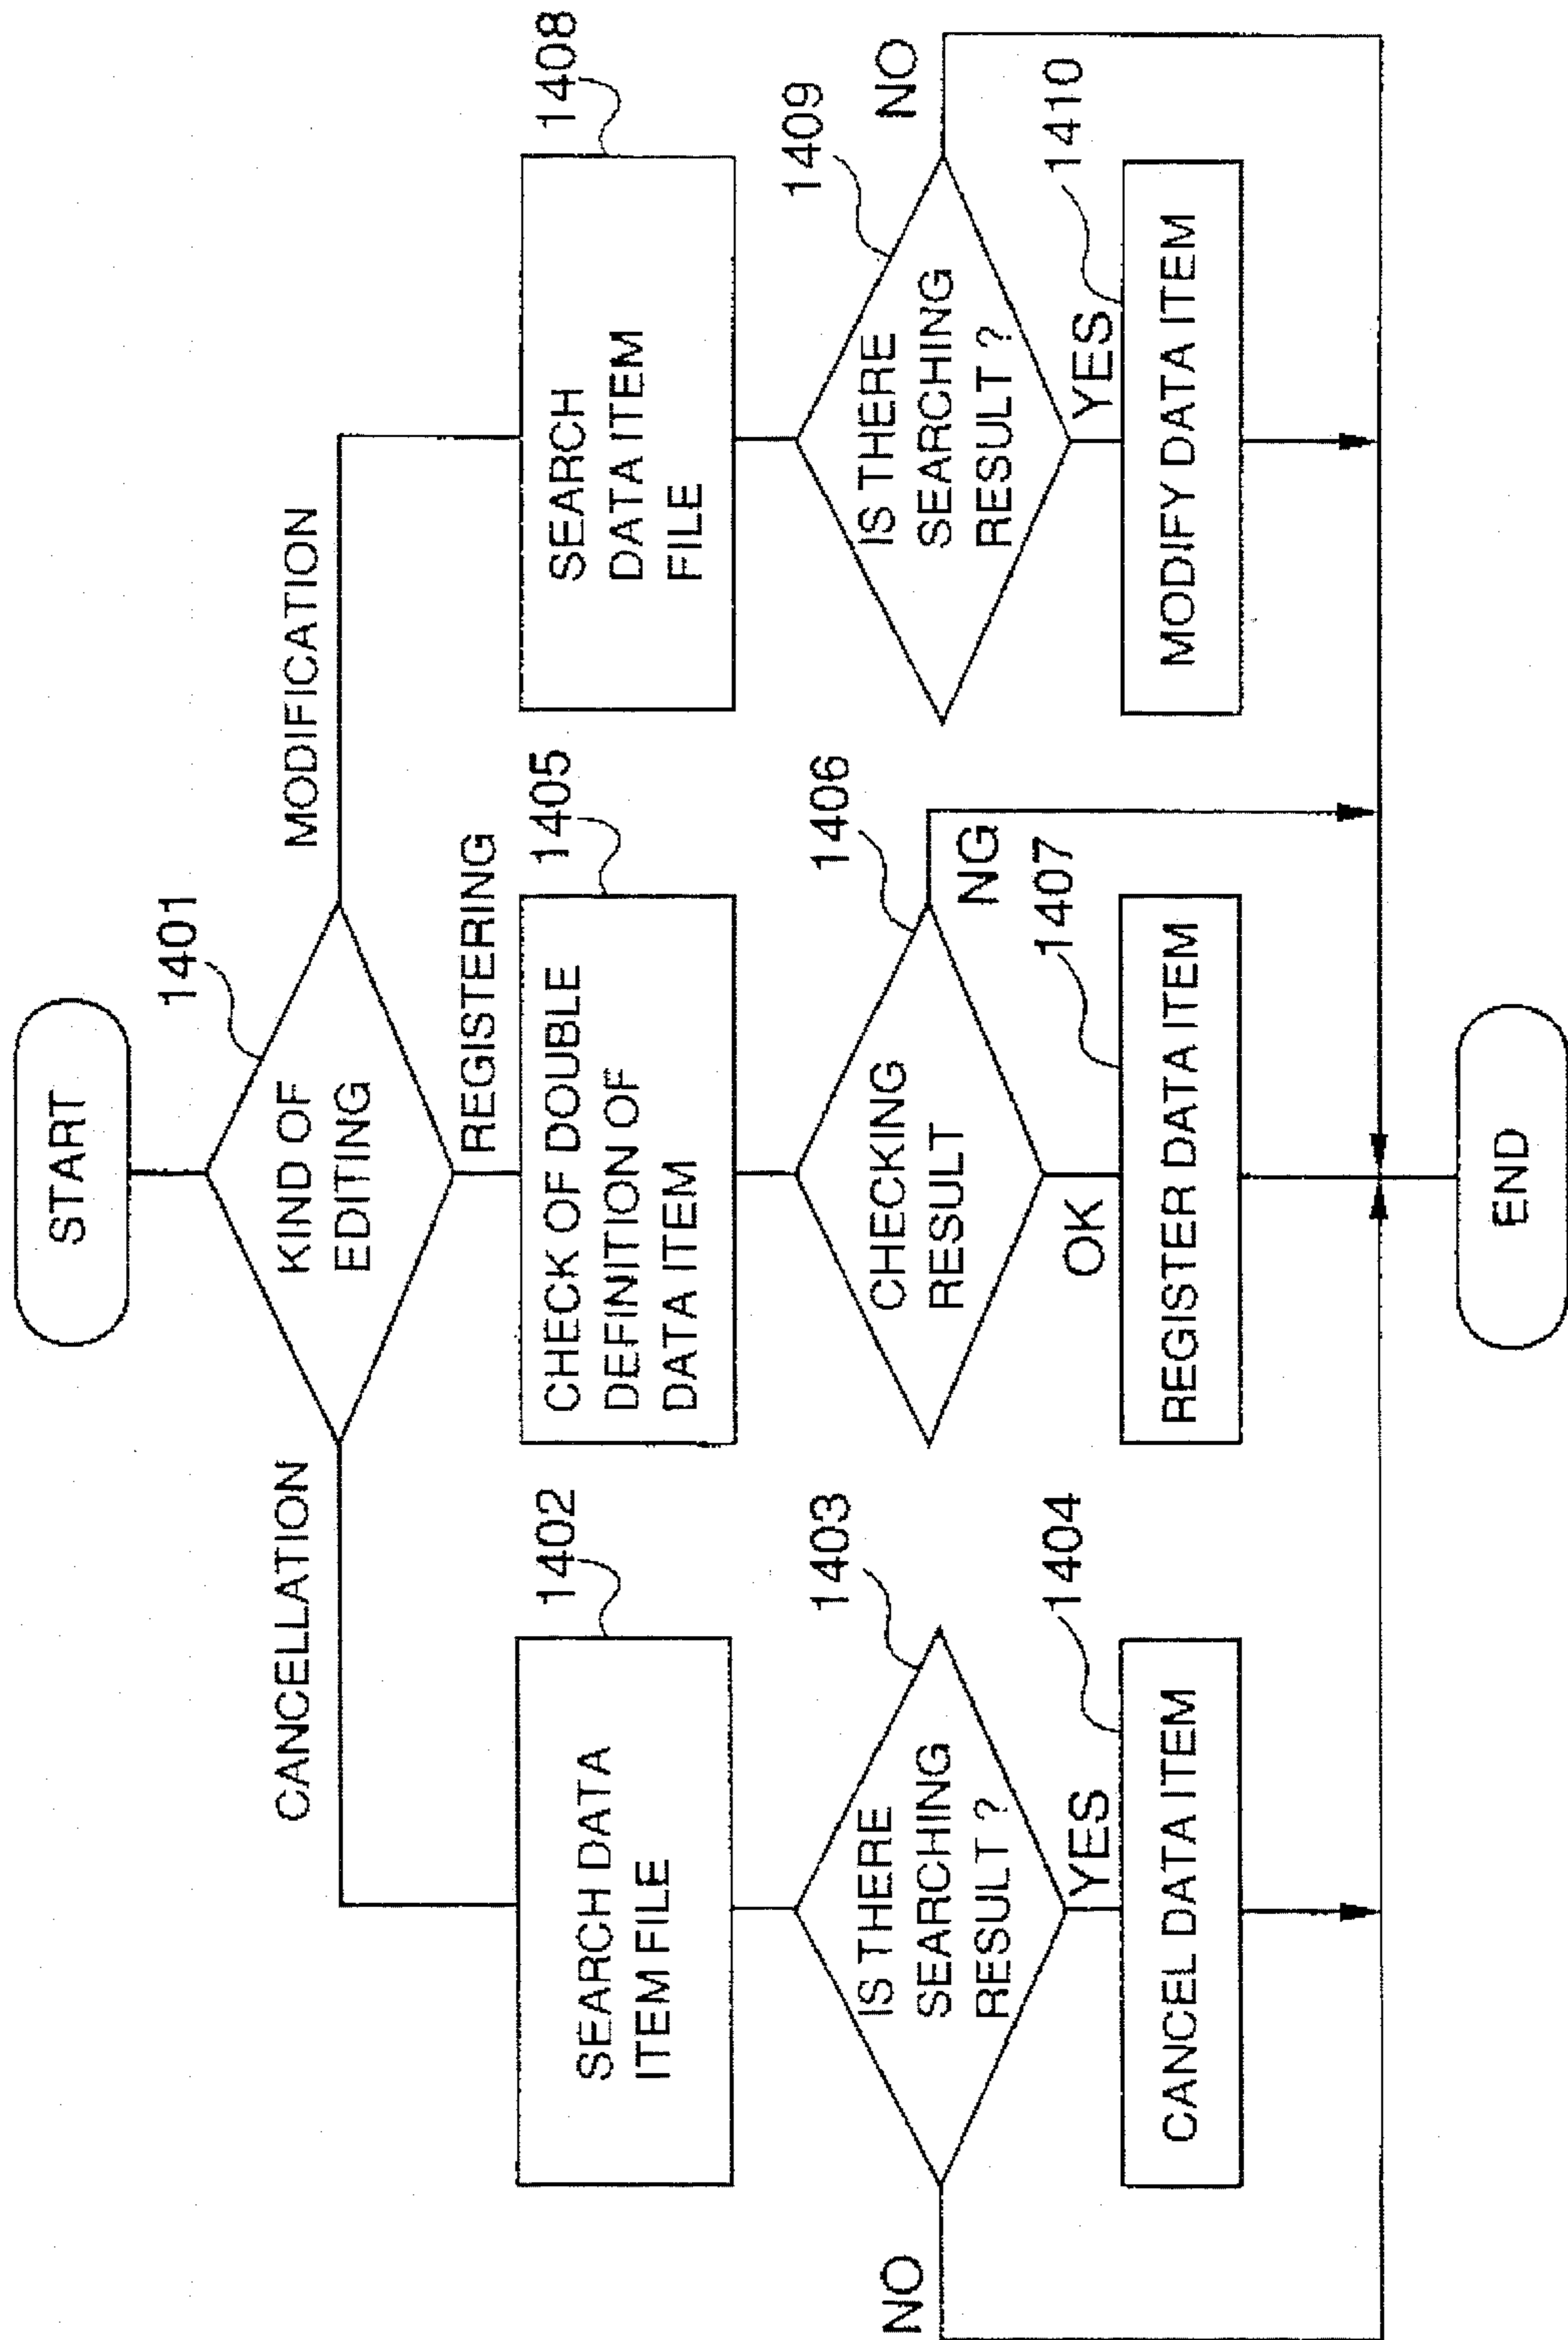 START
1401
KIND OF
EDITING
CANCELLATION
REGISTERING
MODIFICATION
1402
SEARCH DATA
ITEM FILE
1405
CHECK OF DOUBLE
DEFINITION OF
DATA ITEM
1408
SEARCH
DATA ITEM
FILE
1403
IS THERE
SEARCHING
RESULT ?
NO
YES
1406
CHECKING
RESULT
NG
OK
1409
IS THERE
SEARCHING
RESULT ?
NO
YES
1404
CANCEL DATA ITEM
1407
REGISTER DATA ITEM
1410
MODIFY DATA ITEM
END